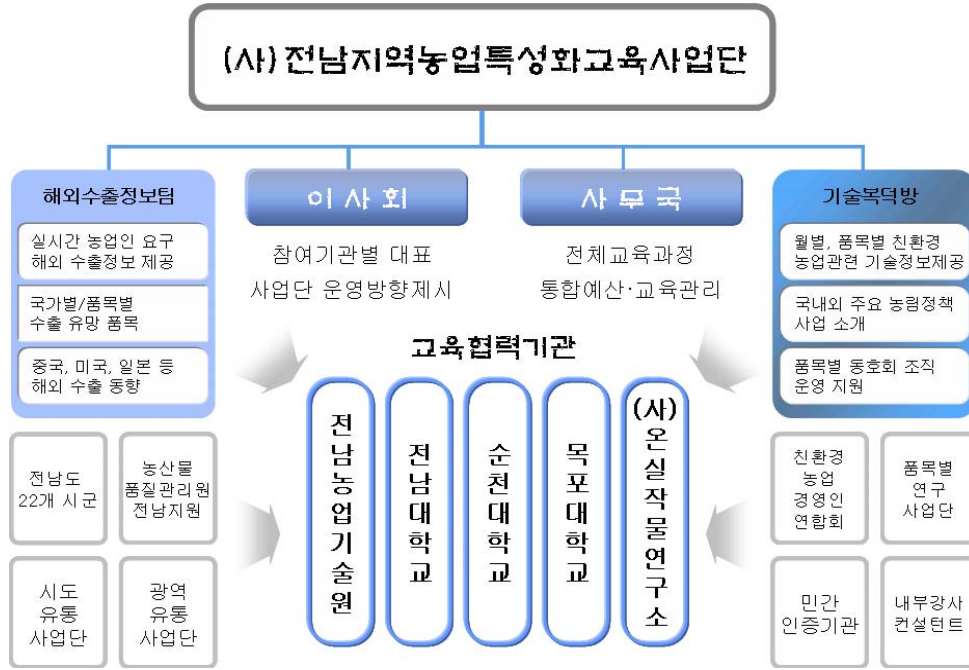 (사)전남지역농업특성화교육사업단
해외수출정보팀
실시간 농업인 요구
해외 수출정보 제공
국가별/품목별
수출 유망 품목
중국, 미국, 일본 등
해외 수출 동향
이사회
참여기관별 대표
사업단 운영방향제시
사무국
전체교육과정
통합예산·교육관리
기술복덕방
월별, 품목별 친환경
농업관련 기술정보제공
국내외 주요 농림정책
사업 소개
품목별 동호회 조직
운영 지원
교육협력기관
전남농업기술원
전남대학교
순천대학교
목포대학교
(사)온실작물연구소
전남도
22개 시군
농산물
품질관리원
전남지원
시도
유통
사업단
광역
유통
사업단
친환경
농업
경영인
연합회
품목별
연구
사업단
민간
인증기관
내부강사
컨설턴트